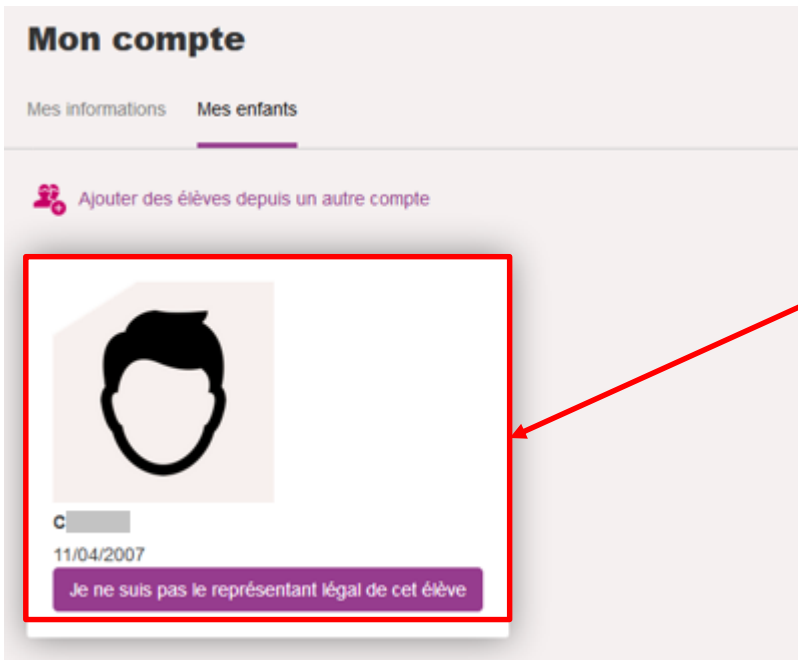 Mon compte
Mes informations Mes enfants
Ajouter des élèves depuis un autre compte
C
11/04/2007
Je ne suis pas le représentant légal de cet élève